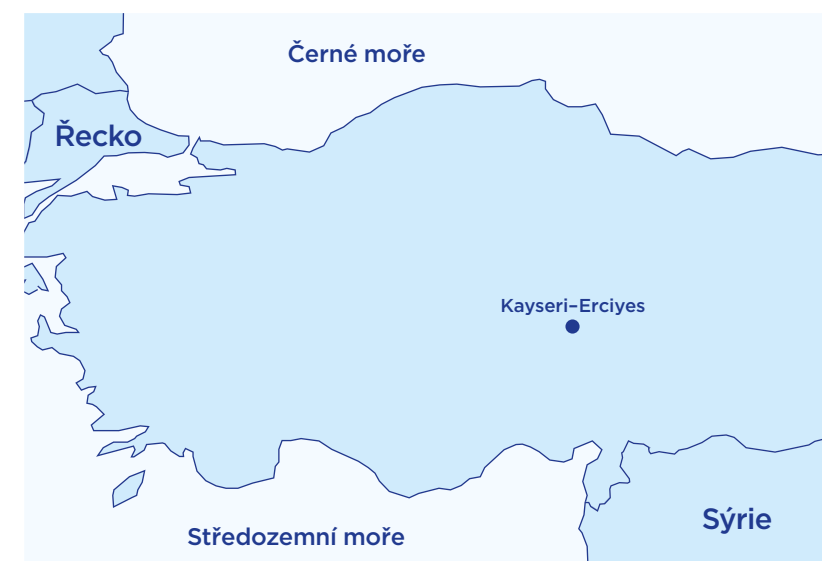 Černé moře
Řecko
Kayseri–Erciyes
Sýrie
Středozemní moře